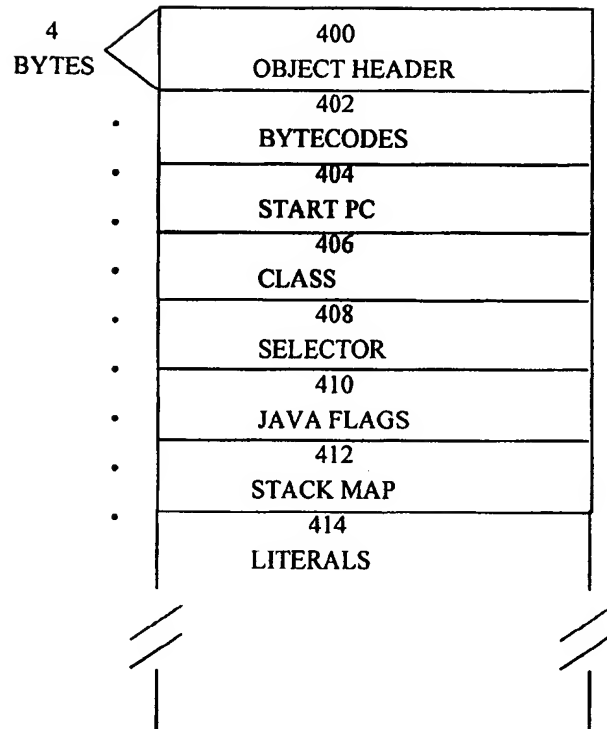 4
BYTES
400
OBJECT HEADER
402
BYTECODES
404
START PC
406
CLASS
408
SELECTOR
410
JAVA FLAGS
412
STACK MAP
414
LITERALS